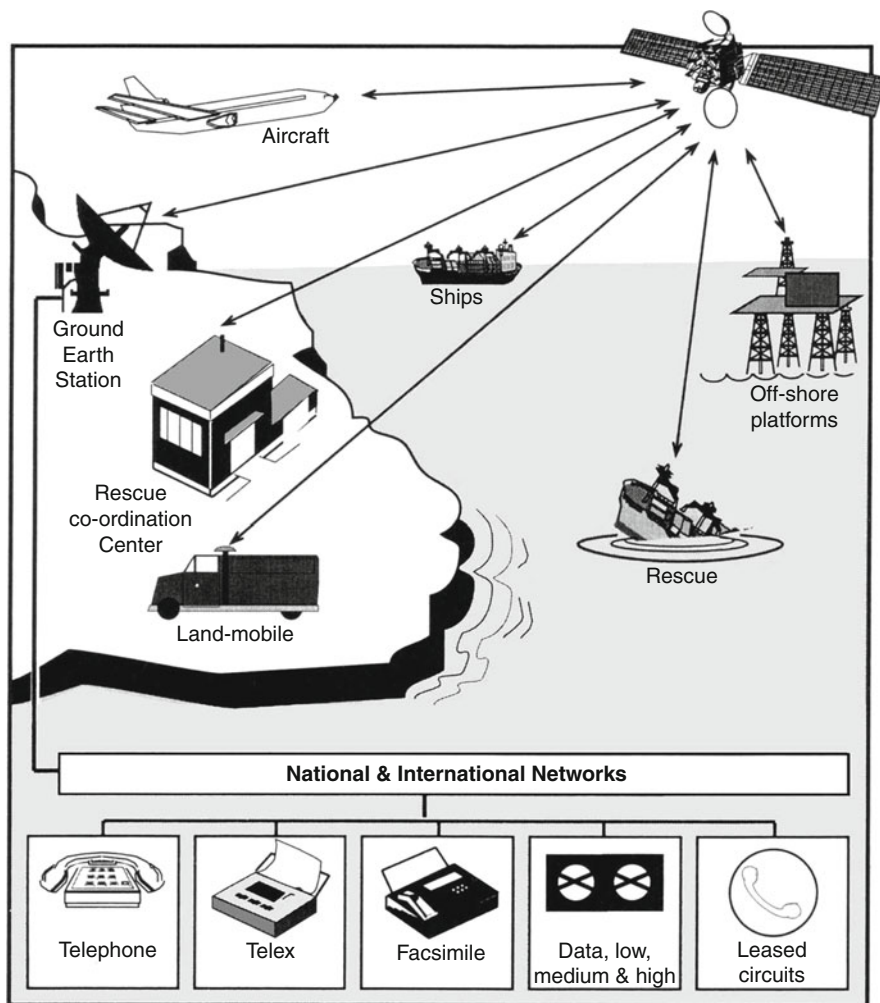 Aircraft
Ships
Ground
Earth
Station
Off-shore
platforms
Rescue
co-ordination
Center
Rescue
Land-mobile
National & International Networks
Telephone
Telex
Facsimile
Data, low,
medium & high
Leased
circuits